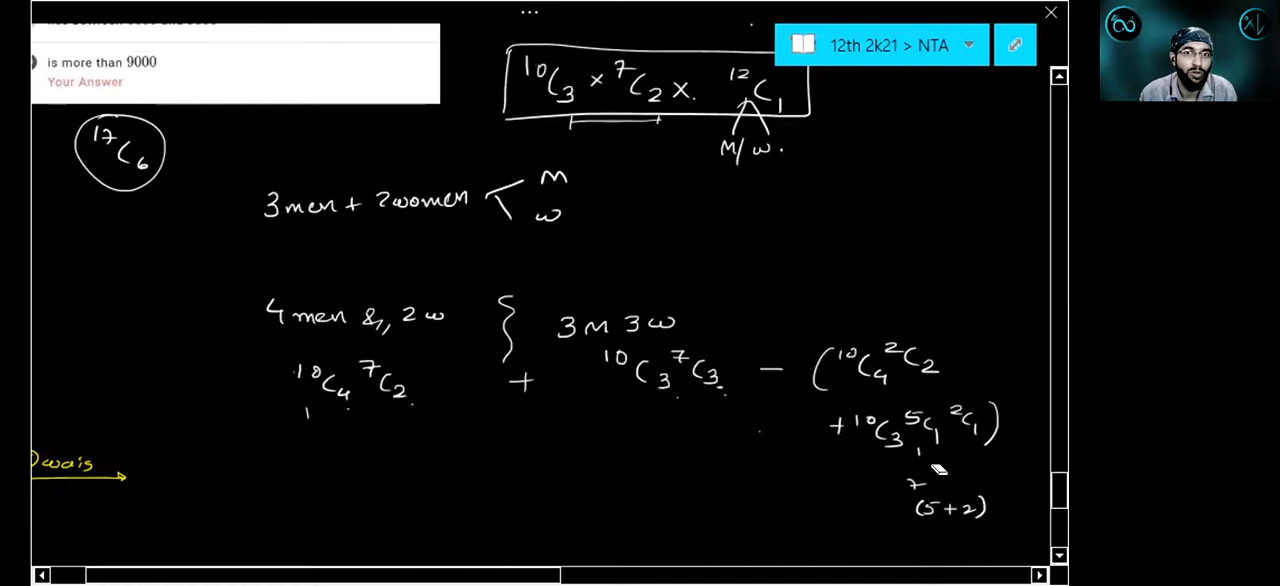 ...
is more than 9000
Your Answer
12th 2k21 > NTA
¹⁰C₃ × ⁷C₂ × . ¹²C₁
M/W.
¹⁷C₆
3 men + 2 women
M
W
4 men &, 2 W
3 M 3 W
¹⁰C₄ ⁷C₂ + ¹⁰C₃ ⁷C₃ - (¹⁰C₄ ²C₂
+ ¹⁰C₃ ⁵C₁ ²C₁)
7
(5+2)
Owais